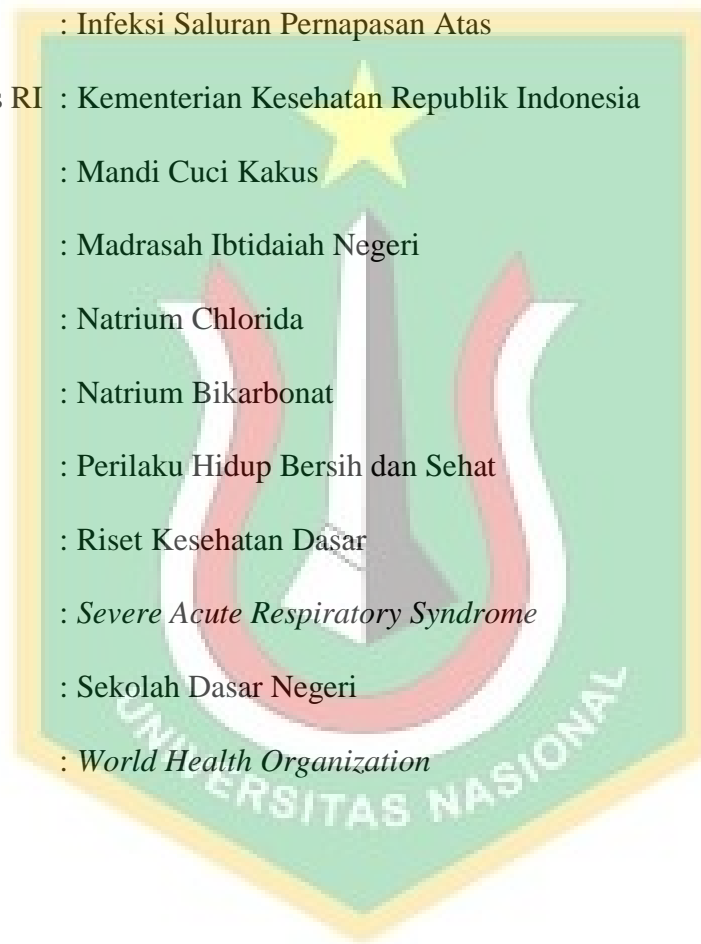 : Infeksi Saluran Pernapasan Atas
s RI : Kementerian Kesehatan Republik Indonesia
: Mandi Cuci Kakus
: Madrasah Ibtidaiah Negeri
: Natrium Chlorida
: Natrium Bikarbonat
: Perilaku Hidup Bersih dan Sehat
: Riset Kesehatan Dasar
: Severe Acute Respiratory Syndrome
: Sekolah Dasar Negeri
: World Health Organization
UNIVERSITAS NASIONAL